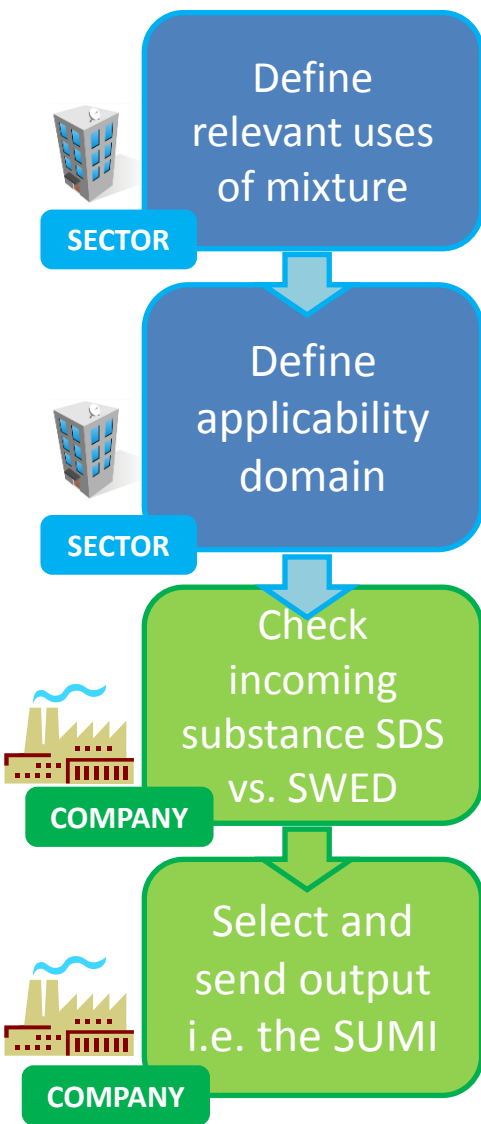 Define
relevant uses
of mixture
SECTOR
Define
applicability
domain
SECTOR
Check
incoming
substance SDS
vs. SWED
COMPANY
Select and
send output
i.e. the SUMI
COMPANY